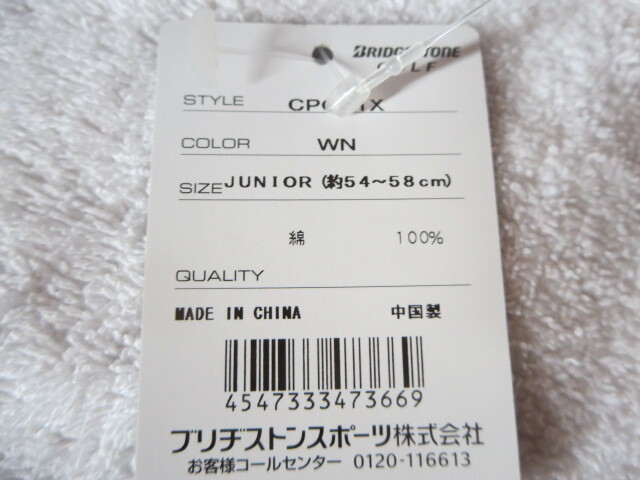 BRIDGESTONE
GOLF
STYLE
COLOR WN
SIZE JUNIOR (約54～58cm)
綿 100%
QUALITY
MADE IN CHINA 中国製
4547333473669
ブリヂストンスポーツ株式会社
お客様コールセンター 0120-116613